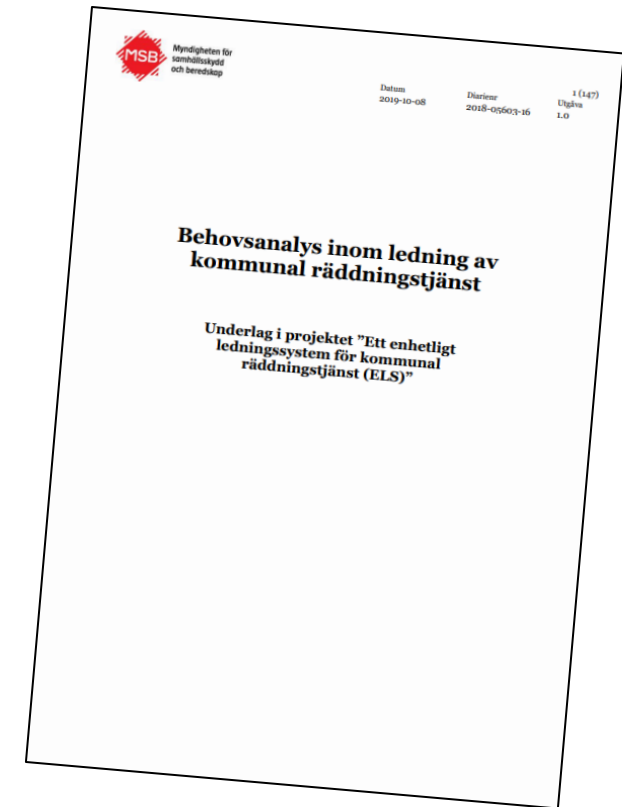 MSB
Myndigheten för
samhällsskydd
och beredskap
1 (147)
Datum
Diarienr
Utgåva
2019-10-08
2018-05603-16
1.0
Behovsanalys inom ledning av
kommunal räddningstjänst
Underlag i projektet ”Ett enhetligt
ledningssystem för kommunal
räddningstjänst (ELS)”